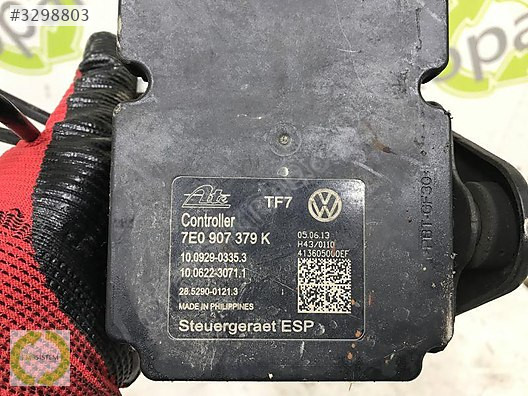 #3298803
Ate
TF7
Controller
7E0 907 379 K
10.0929-0335.3
10.0622-3071.1
28.5290-0121.3
MADE IN PHILIPPINES
05.06.13
H43/0110
413605000EF
Steuergeraet ESP